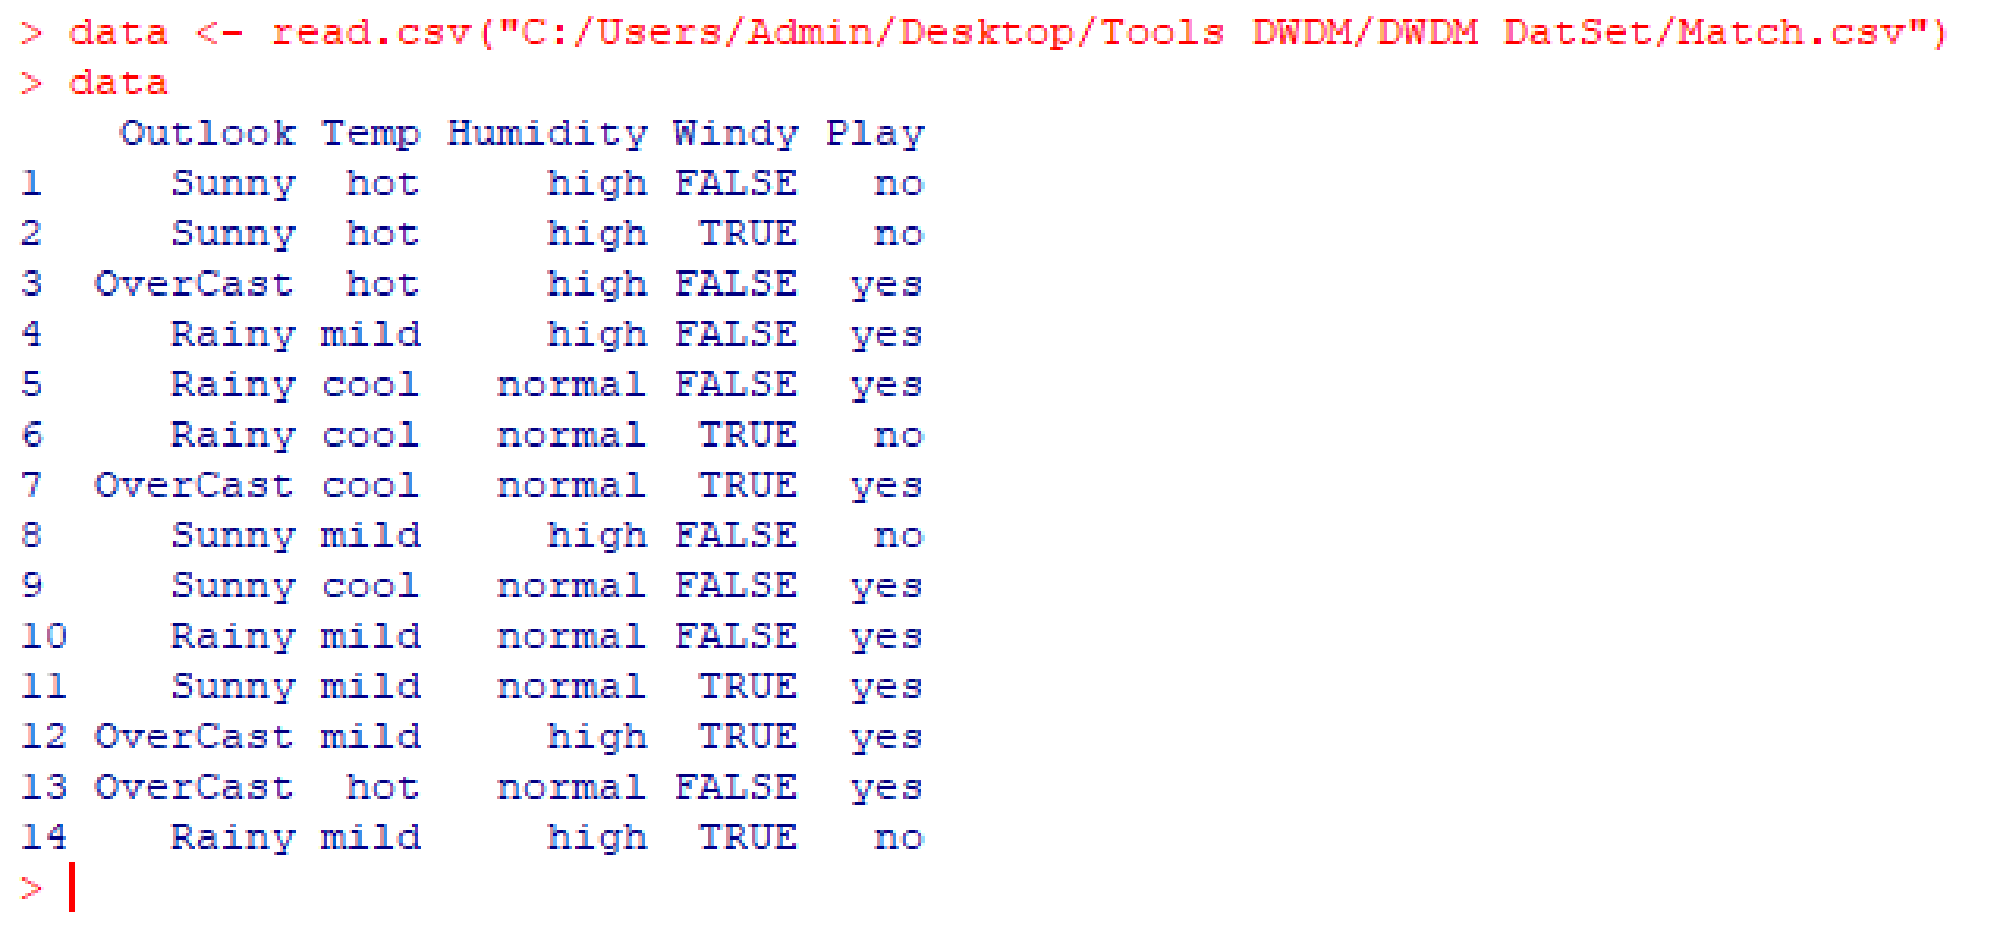 > data <- read.csv("C:/Users/Admin/Desktop/Tools DWDM/DWDM DatSet/Match.csv")
> data
Outlook Temp Humidity Windy Play
1 Sunny hot high FALSE no
2 Sunny hot high TRUE no
3 OverCast hot high FALSE yes
4 Rainy mild high FALSE yes
5 Rainy cool normal FALSE yes
6 Rainy cool normal TRUE no
7 OverCast cool normal TRUE yes
8 Sunny mild high FALSE no
9 Sunny cool normal FALSE yes
10 Rainy mild normal FALSE yes
11 Sunny mild normal TRUE yes
12 OverCast mild high TRUE yes
13 OverCast hot normal FALSE yes
14 Rainy mild high TRUE no
>